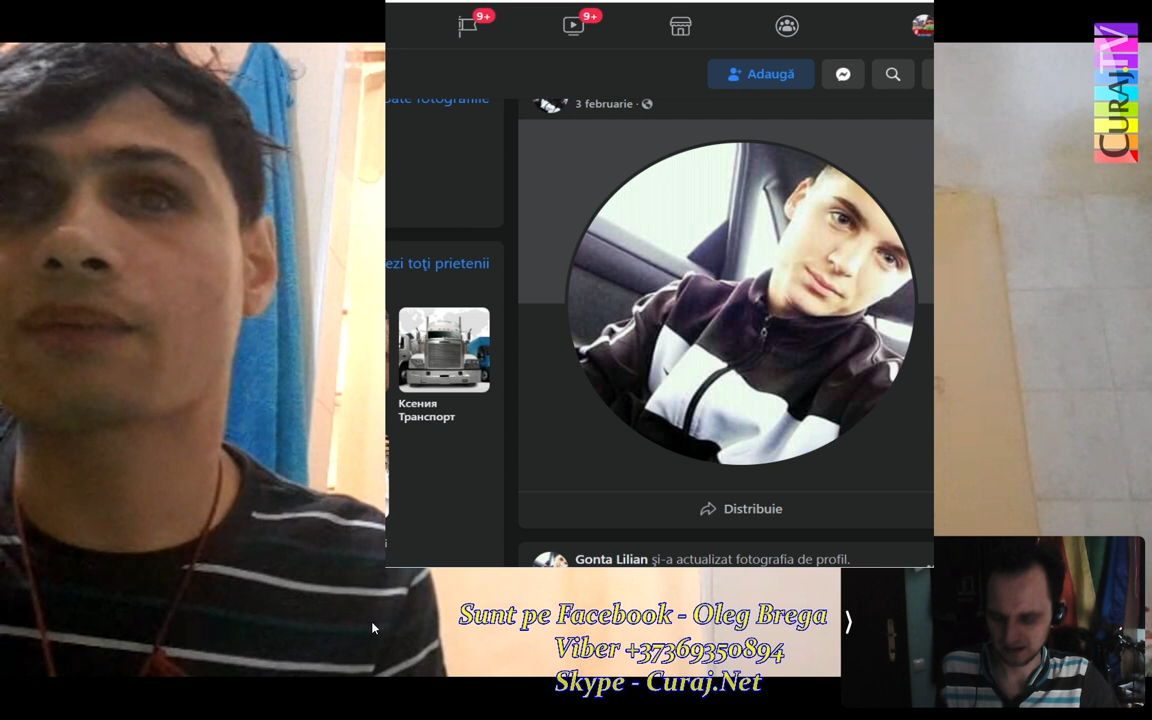 9+
9+
Adaugă
3 februarie ·
ate fotografiile
ezi toți prietenii
Ксения
Транспорт
Distribuie
Gonta Lilian și-a actualizat fotografia de profil.
CURAJ.TV
Sunt pe Facebook - Oleg Brega
Viber +37369350894
Skype - Curaj.Net